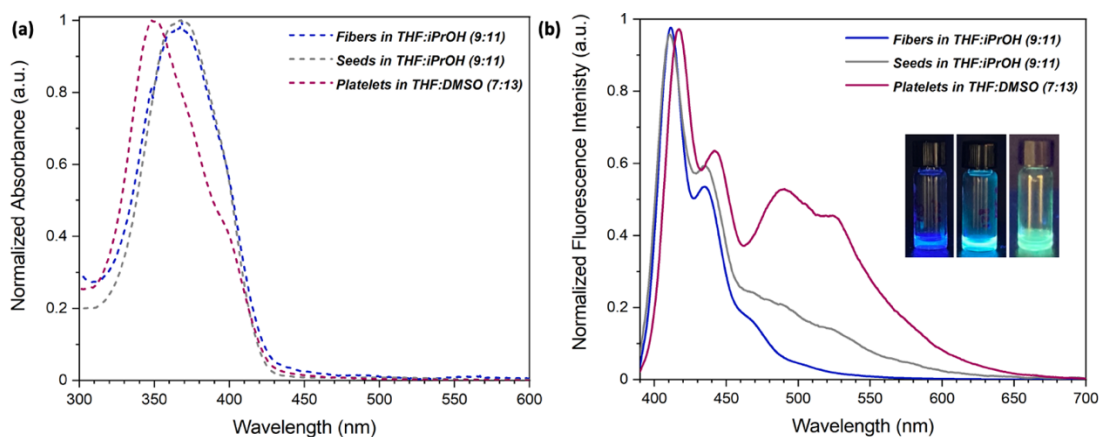 (a)
Normalized Absorbance (a.u.)
1
0.8
0.6
0.4
0.2
0
Fibers in THF:iPrOH (9:11)
Seeds in THF:iPrOH (9:11)
Platelets in THF:DMSO (7:13)
300 350 400 450 500 550 600
Wavelength (nm)
(b)
Normalized Fluorescence Intenisty (a.u.)
1
0.8
0.6
0.4
0.2
0
Fibers in THF:iPrOH (9:11)
Seeds in THF:iPrOH (9:11)
Platelets in THF:DMSO (7:13)
400 450 500 550 600 650 700
Wavelength (nm)